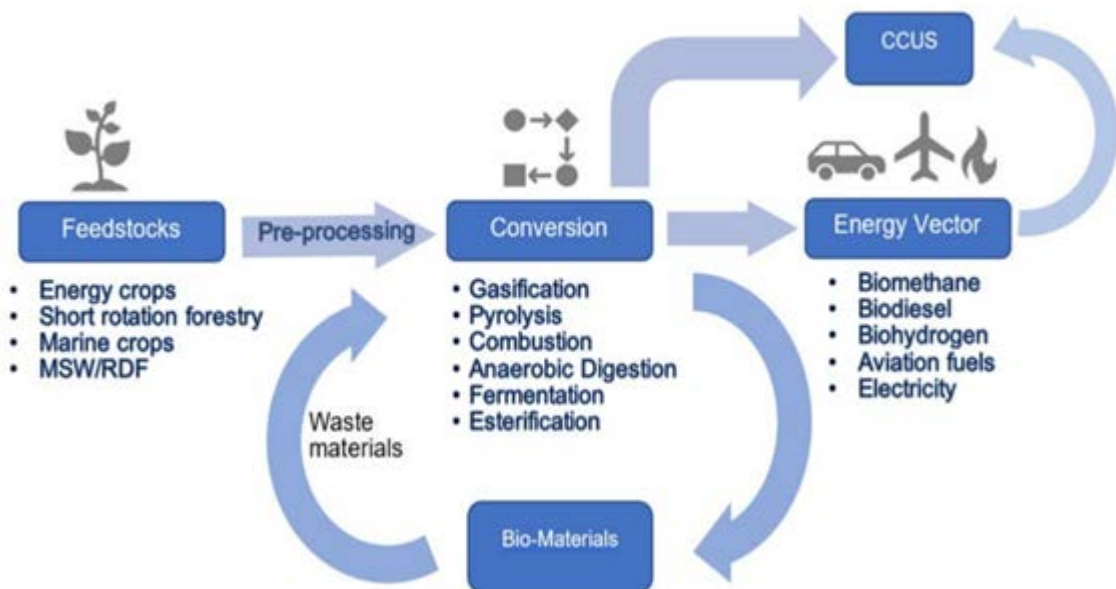 CCUS
Feedstocks
Pre-processing
Conversion
Energy Vector
• Energy crops
• Short rotation forestry
• Marine crops
• MSW/RDF
• Gasification
• Pyrolysis
• Combustion
• Anaerobic Digestion
• Fermentation
• Esterification
• Biomethane
• Biodiesel
• Biohydrogen
• Aviation fuels
• Electricity
Waste
materials
Bio-Materials